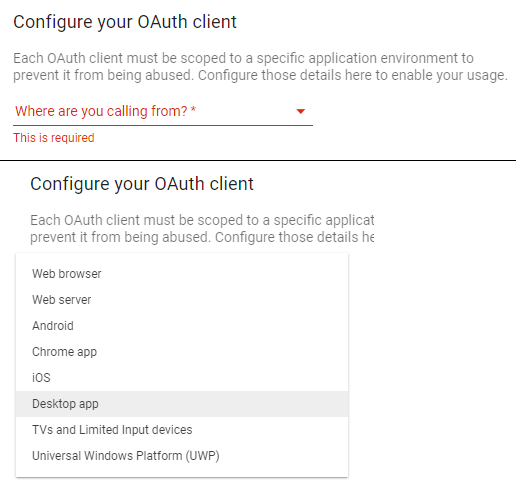 Configure your OAuth client
Each OAuth client must be scoped to a specific application environment to
prevent it from being abused. Configure those details here to enable your usage.
Where are you calling from? *
This is required
Configure your OAuth client
Each OAuth client must be scoped to a specific applicat
prevent it from being abused. Configure those details he
Web browser
Web server
Android
Chrome app
iOS
Desktop app
TVs and Limited Input devices
Universal Windows Platform (UWP)